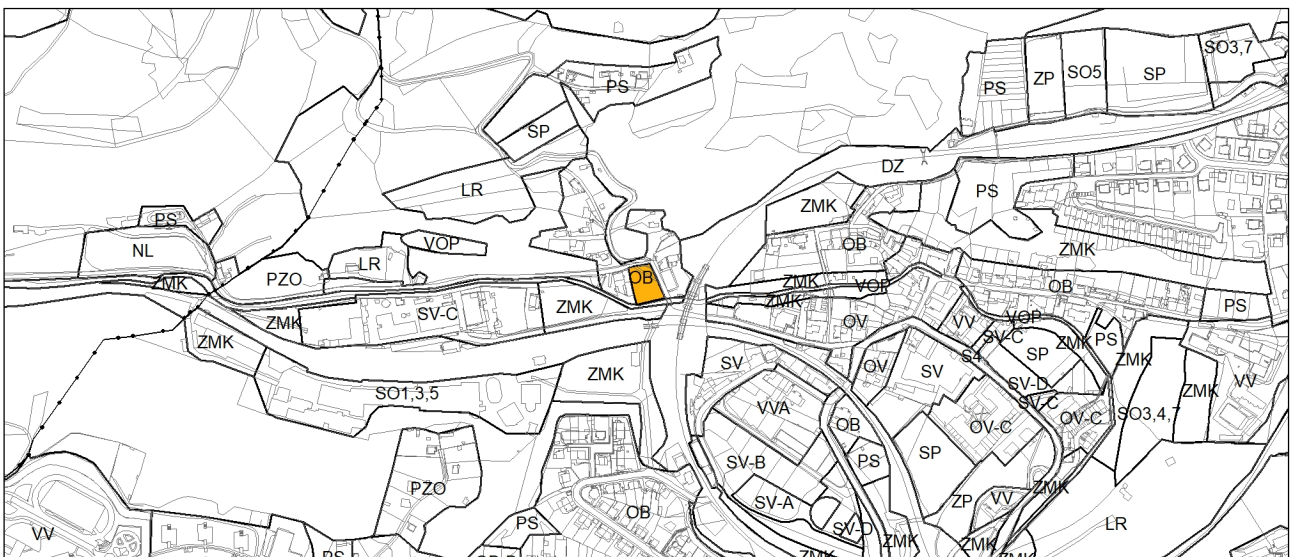 SO3,7
SP
SO5
ZP
PS
PS
SP
DZ
LR
PS
ZMK
PS
NL
VOP
OB
ZMK
LR
PZO
OB
ZMK
VOP
OB
ZMK
ZMK
PS
ZMK
SV-C
ZMK
OV
VV
VOP
SV-C
ZMK
PS
ZMK
ZMK
S4
SP
SV
OV
SV
ZMK
VV
ZMK
SV-D
SV-C
SO1,3,5
VVA
OB
OV-C
OV-C
SO3,4,7
SP
SV-B
PS
PZO
ZMK
SV-A
ZP
VV
OB
PS
SV-D
LR
VV
ZMK
ZMK
PS
ZMK
ZMK